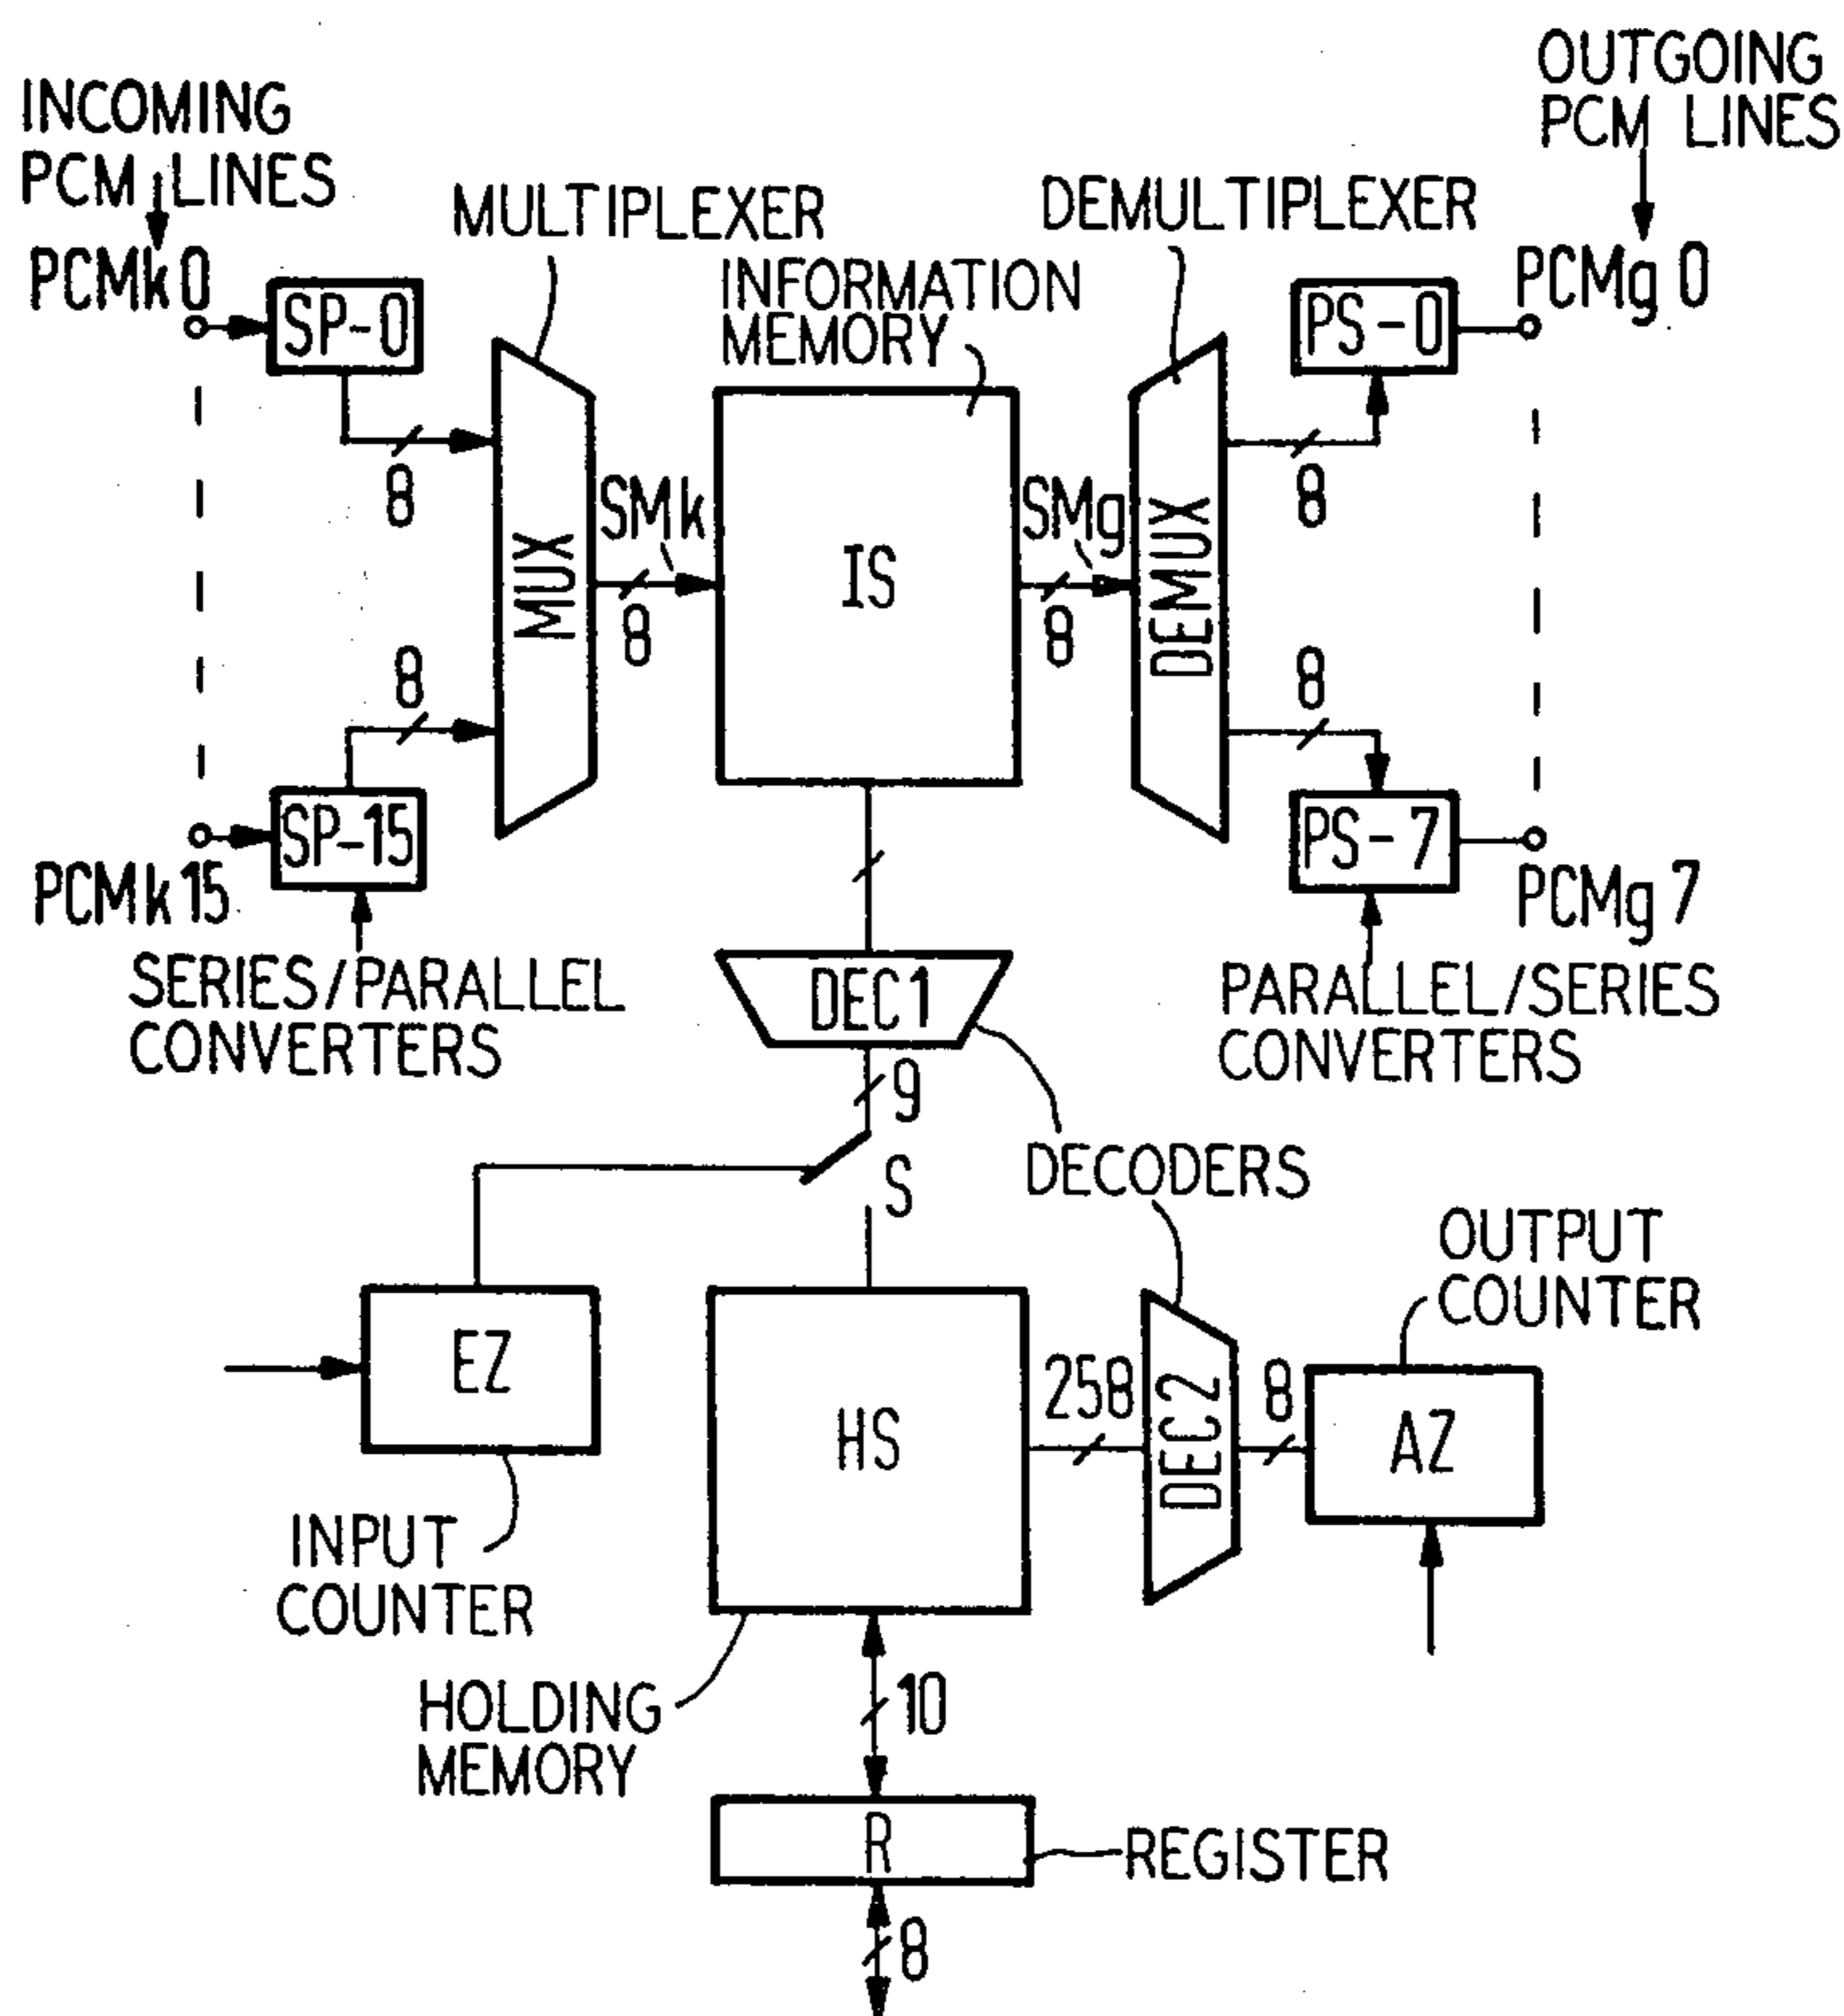 INCOMING
PCM LINES
PCMk 0
OUTGOING
PCM LINES
PCMg 0
MULTIPLEXER
DEMULTIPLEXER
INFORMATION
MEMORY
SP-0
PS-0
8
8
MUX
SMk
8
IS
SMg
8
DEMUX
8
8
SP-15
PS-7
PCMk 15
PCMg 7
SERIES/PARALLEL
CONVERTERS
DEC1
PARALLEL/SERIES
CONVERTERS
9
S
DECODERS
OUTPUT
COUNTER
EZ
HS
258
DEC2
8
AZ
INPUT
COUNTER
HOLDING
MEMORY
10
R
REGISTER
8